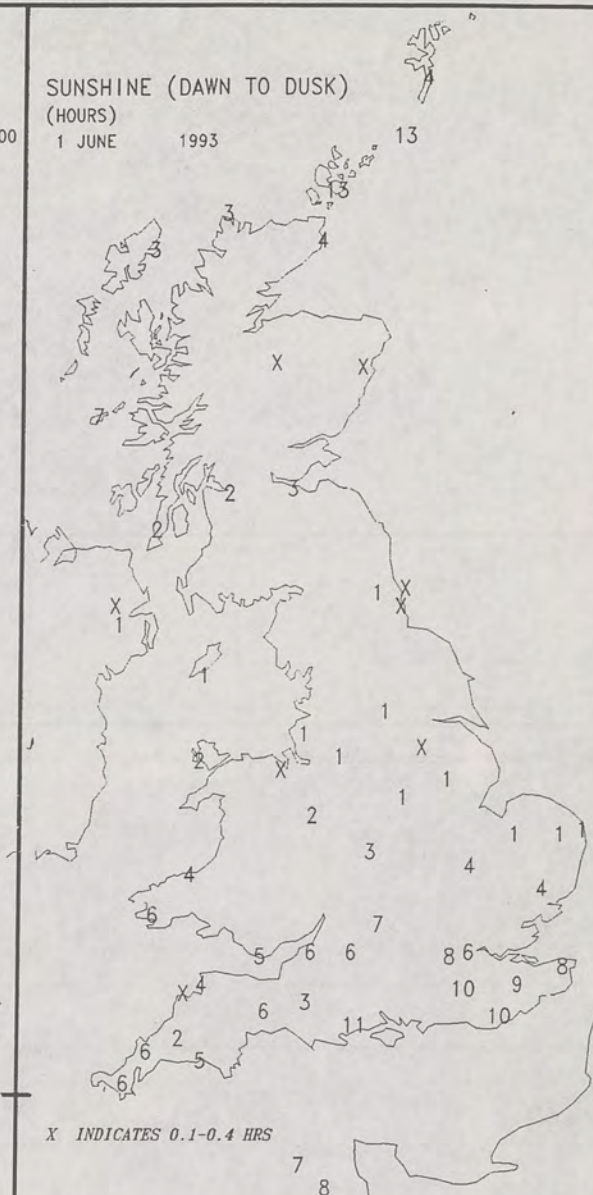 SUNSHINE (DAWN TO DUSK)
(HOURS)
00
1 JUNE 1993
4
13
13
3
4
3
X X
7
2 3
2
1 X
X X
1
1
1
1 1 X
2 X 1
1
2
1 1 1
3 4
4 4
6
7
5 6 6 8 6 8
X 4 10 9
6 3
11 10
2
6 5
6
X INDICATES 0.1-0.4 HRS
7
8